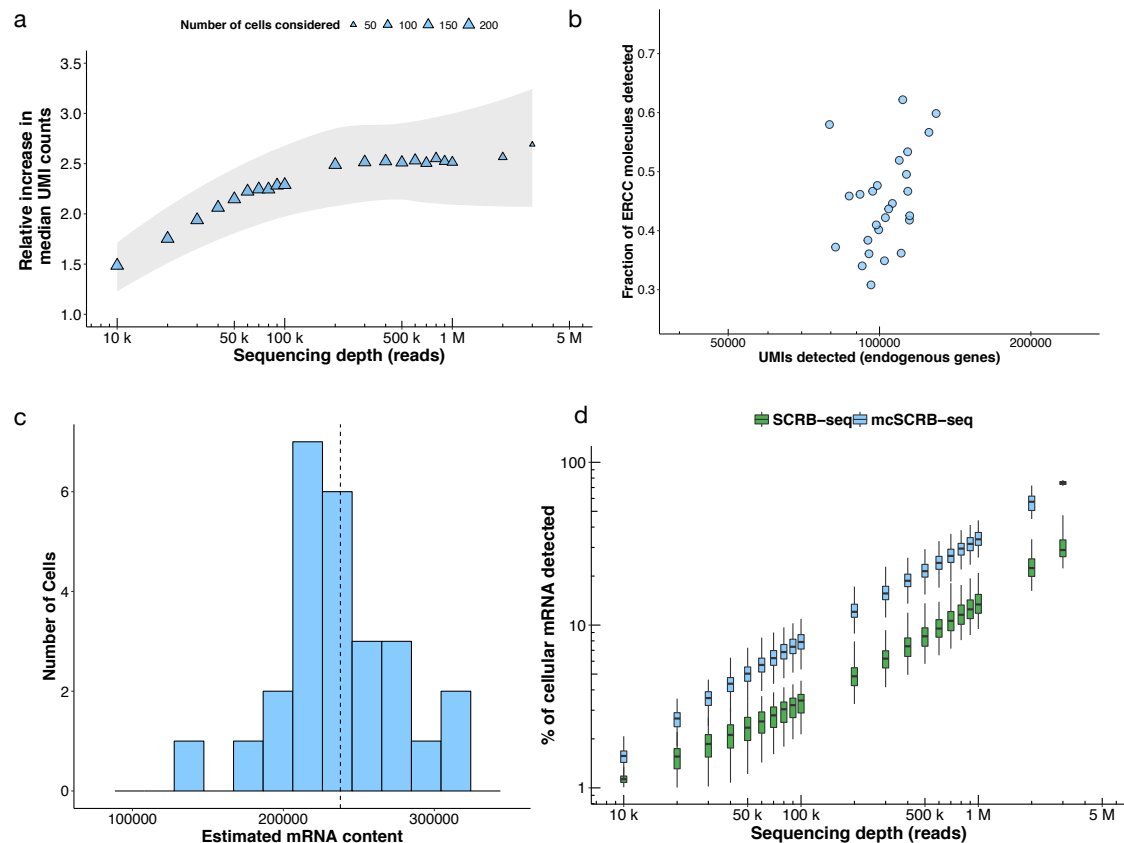 a
Number of cells considered 50 100 150 200
Relative increase in
median UMI counts
3.5
3.0
2.5
2.0
1.5
1.0
10 k 50 k 100 k 500 k 1 M 5 M
Sequencing depth (reads)
b
Fraction of ERCC molecules detected
0.7
0.6
0.5
0.4
0.3
50000 100000 200000
UMIs detected (endogenous genes)
c
Number of Cells
6
4
2
0
100000 200000 300000
Estimated mRNA content
d
SCRB−seq mcSCRB−seq
% of cellular mRNA detected
100
10
1
10 k 50 k 100 k 500 k 1 M 5 M
Sequencing depth (reads)